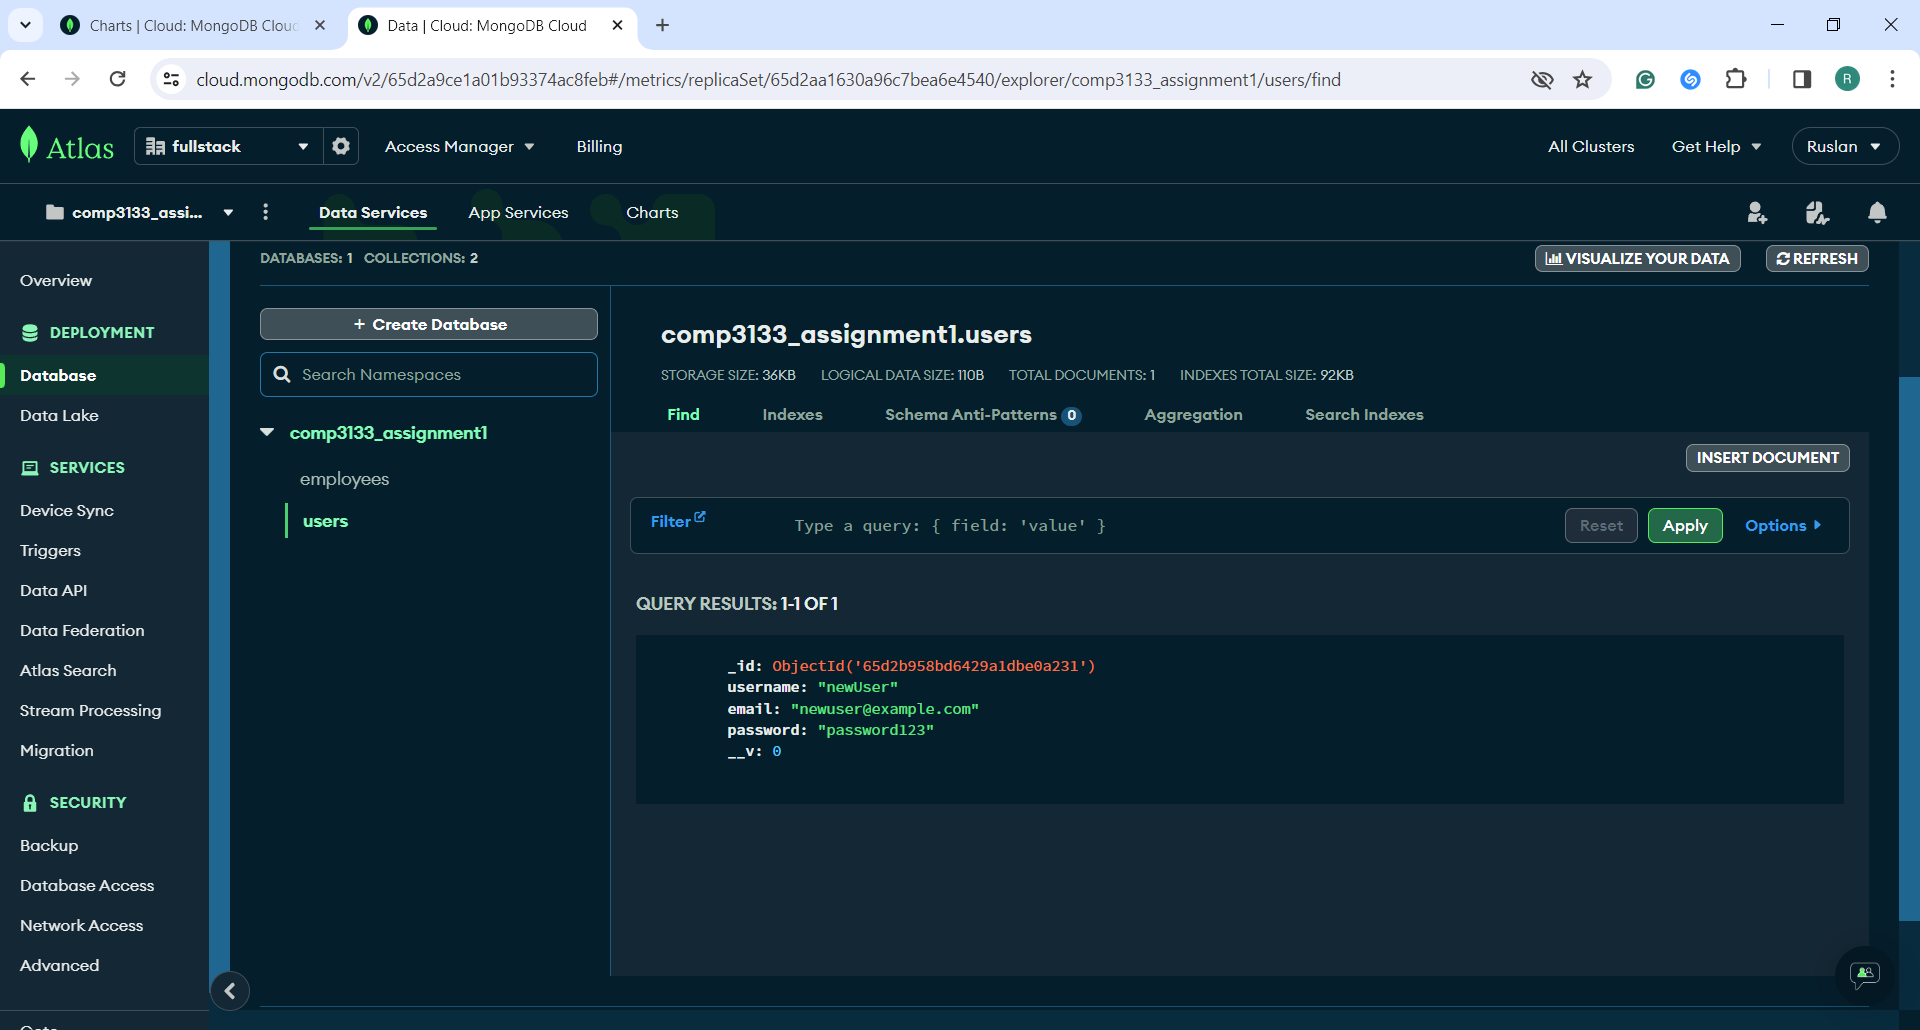 Charts | Cloud: MongoDB Cloud
Data | Cloud: MongoDB Cloud
cloud.mongodb.com/v2/65d2a9ce1a01b93374ac8feb#/metrics/replicaSet/65d2aa1630a96c7bea6e4540/explorer/comp3133_assignment1/users/find
R
Atlas
fullstack
Access Manager
Billing
All Clusters
Get Help
Ruslan
comp3133_assi...
Data Services
App Services
Charts
Overview
DEPLOYMENT
Database
Data Lake
SERVICES
Device Sync
Triggers
Data API
Data Federation
Atlas Search
Stream Processing
Migration
SECURITY
Backup
Database Access
Network Access
Advanced
DATABASES: 1 COLLECTIONS: 2
VISUALIZE YOUR DATA
REFRESH
+ Create Database
Search Namespaces
comp3133_assignment1
employees
users
comp3133_assignment1.users
STORAGE SIZE: 36KB LOGICAL DATA SIZE: 110B TOTAL DOCUMENTS: 1 INDEXES TOTAL SIZE: 92KB
Find
Indexes
Schema Anti-Patterns 0
Aggregation
Search Indexes
INSERT DOCUMENT
Filter
Type a query: { field: 'value' }
Reset
Apply
Options
QUERY RESULTS: 1-1 OF 1
_id: ObjectId('65d2b958bd6429a1dbe0a231')
username: "newUser"
email: "newuser@example.com"
password: "password123"
__v: 0